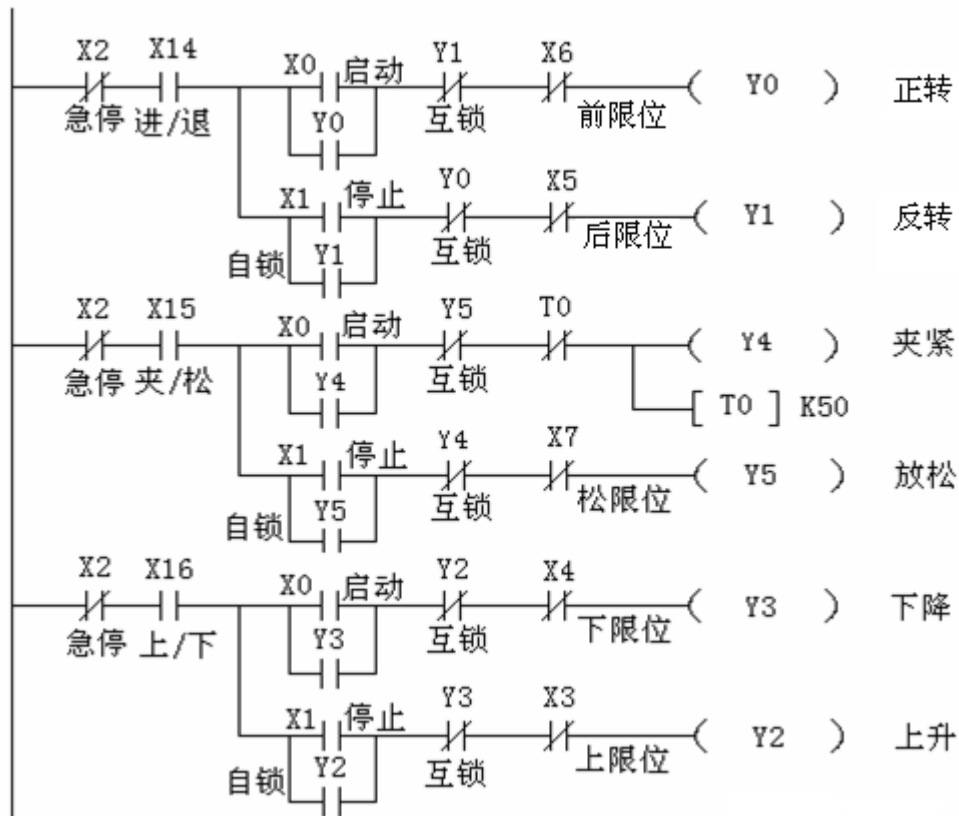 X2 X14 X0 启动 Y1 X6
( Y0 ) 正转
急停 进/退 Y0 互锁 前限位
X1 停止 Y0 X5
( Y1 ) 反转
自锁 Y1 互锁 后限位
X2 X15 X0 启动 Y5 T0
( Y4 ) 夹紧
急停 夹/松 Y4 互锁
[ T0 ] K50
X1 停止 Y4 X7
( Y5 ) 放松
自锁 Y5 互锁 松限位
X2 X16 X0 启动 Y2 X4
( Y3 ) 下降
急停 上/下 Y3 互锁 下限位
X1 停止 Y3 X3
( Y2 ) 上升
自锁 Y2 互锁 上限位